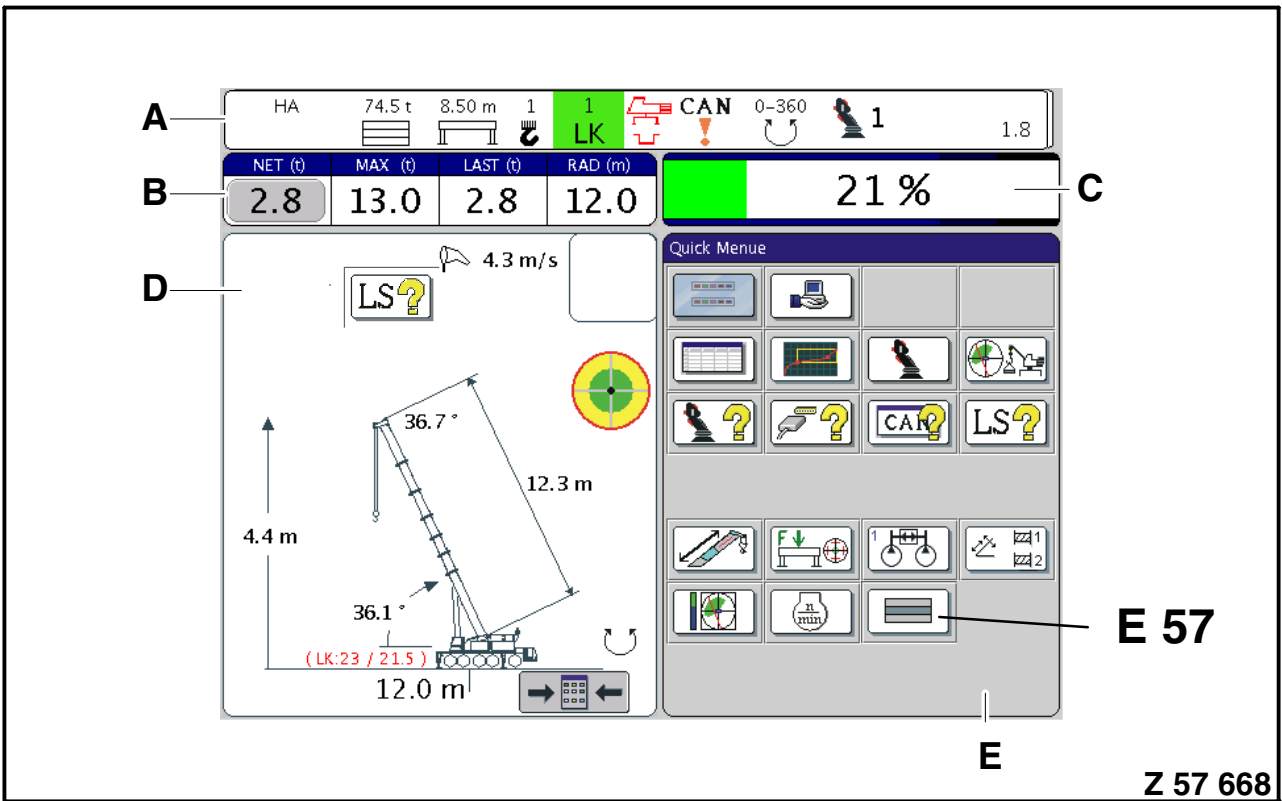 A
HA 74.5 t 8.50 m 1 1 LK CAN 0-360 1 1.8
B
NET (t) MAX (t) LAST (t) RAD (m)
2.8 13.0 2.8 12.0
21 %
C
D
4.3 m/s
LS?
36.7 °
12.3 m
4.4 m
36.1 °
( LK:23 / 21.5 )
12.0 m
Quick Menue
? ? CAN? LS?
F 1 1 2
n/min
E 57
E
Z 57 668